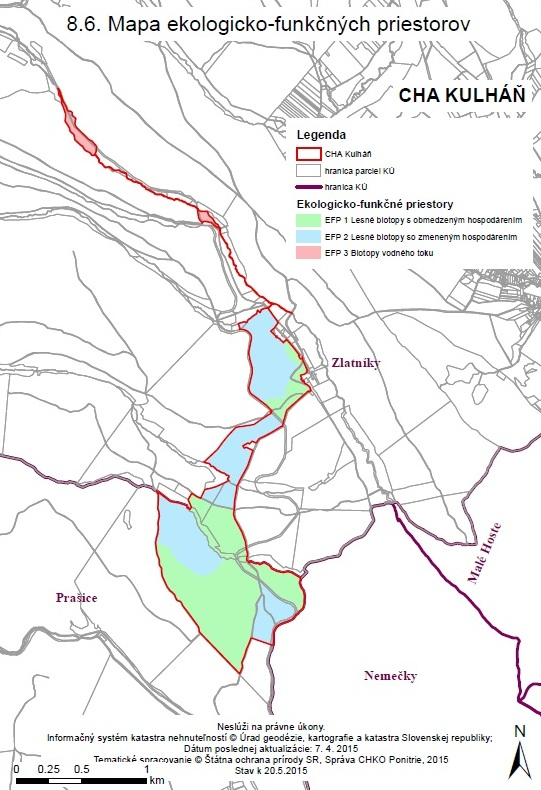 8.6. Mapa ekologicko-funkčných priestorov
CHA KULHÁŇ
Legenda
CHA Kulháň
hranica parciel KÚ
hranica KÚ
Ekologicko-funkčné priestory
EFP 1 Lesné biotopy s obmedzeným hospodárením
EFP 2 Lesné biotopy so zmeneným hospodárením
EFP 3 Biotopy vodného toku
Zlatníky
Malé Hoste
Prašice
Nemečky
Neslúži na právne úkony.
Informačný systém katastra nehnuteľností © Úrad geodézie, kartografie a katastra Slovenskej republiky;
Dátum poslednej aktualizácie: 7. 4. 2015
Tematické spracovanie © Štátna ochrana prírody SR, Správa CHKO Ponitrie, 2015
Stav k 20.5.2015
N
0 0.25 0.5 1
km